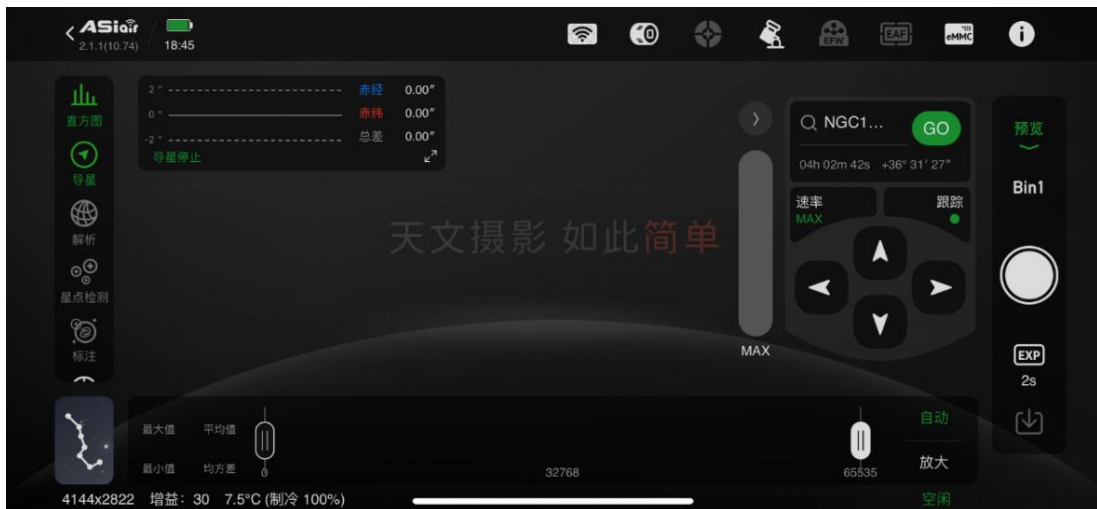 ASiair
2.1.1(10.74)
18:45
EFW
EAF
eMMC
直方图
导星
解析
星点检测
标注
2"
0"
-2"
赤经 0.00"
赤纬 0.00"
总差 0.00"
导星停止
天文摄影 如此简单
MAX
NGC1...
GO
04h 02m 42s +36° 31' 27"
速率
MAX
跟踪
预览
Bin1
EXP
2s
最大值 平均值
最小值 均方差
0 32768 65535
自动
放大
4144x2822 增益：30 7.5°C (制冷 100%)
空闲